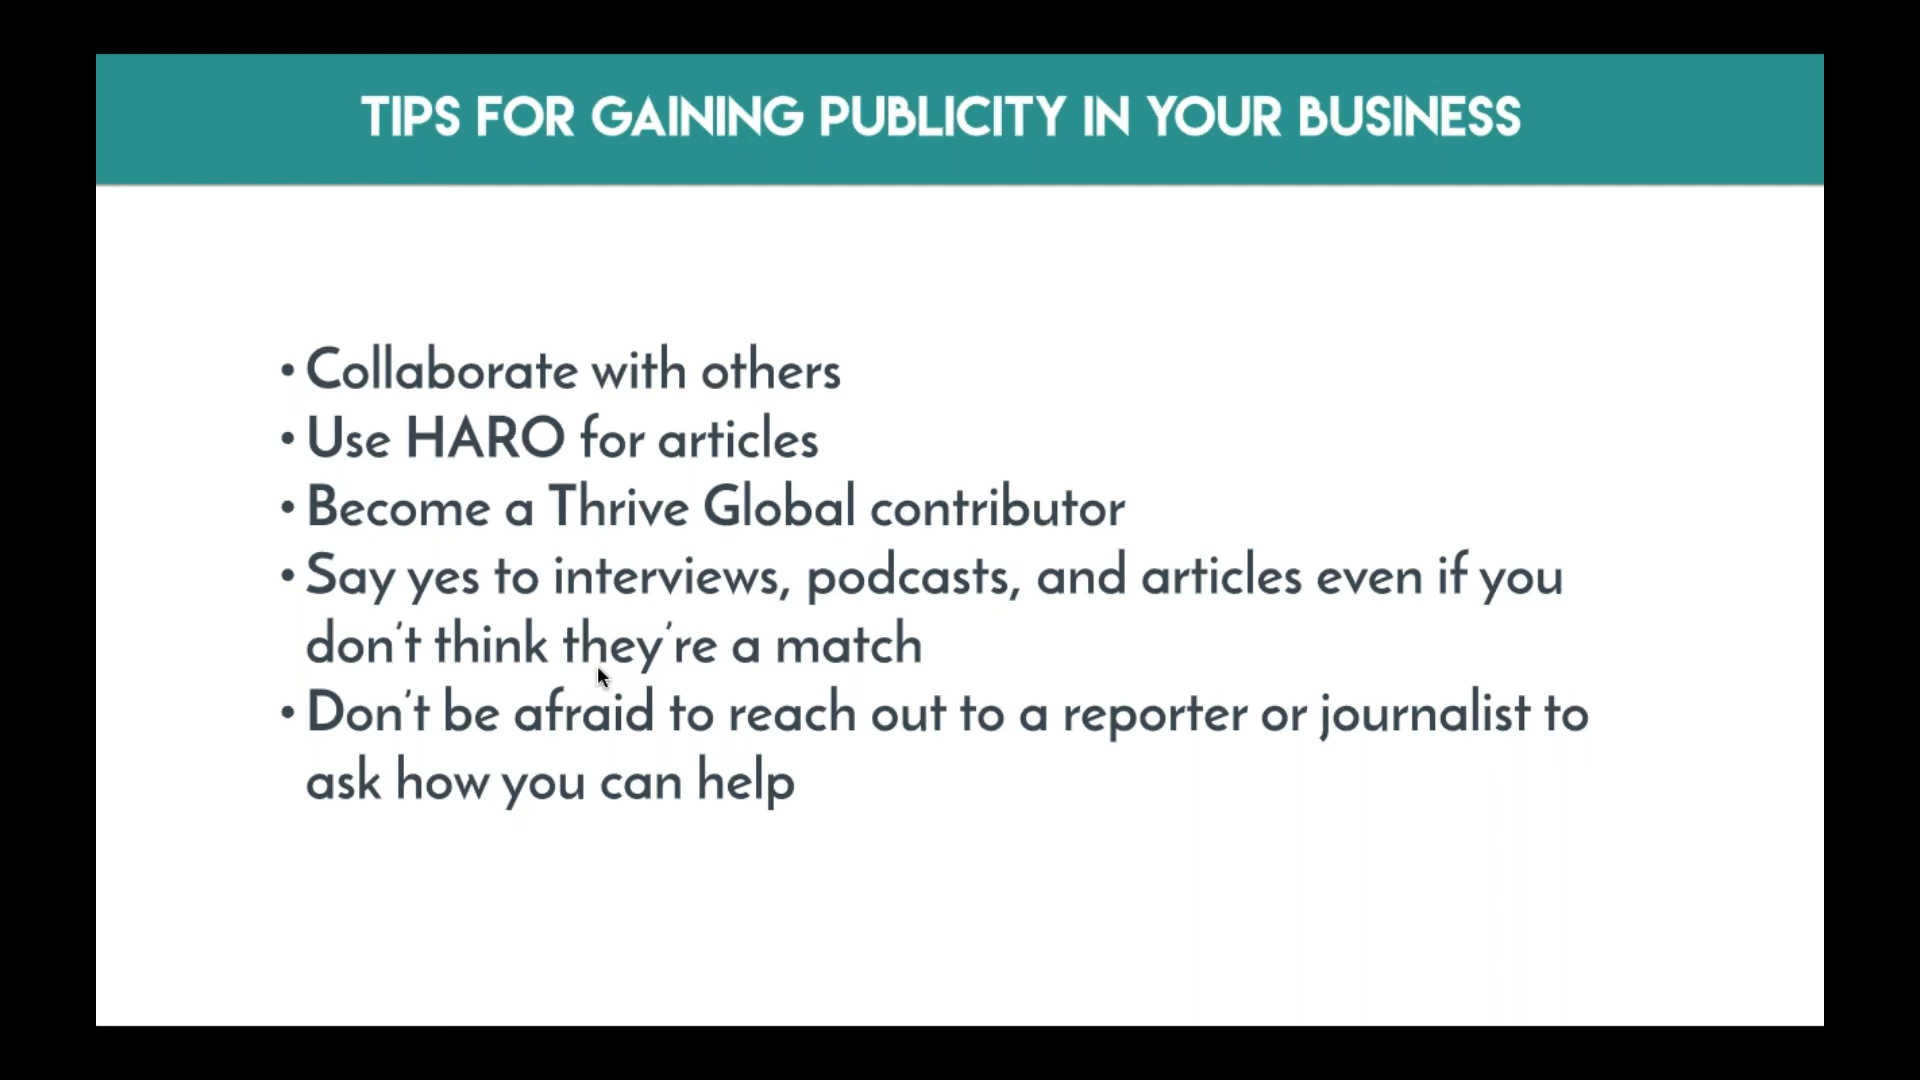 TIPS FOR GAINING PUBLICITY IN YOUR BUSINESS
• Collaborate with others
• Use HARO for articles
• Become a Thrive Global contributor
• Say yes to interviews, podcasts, and articles even if you
don't think they're a match
• Don't be afraid to reach out to a reporter or journalist to
ask how you can help